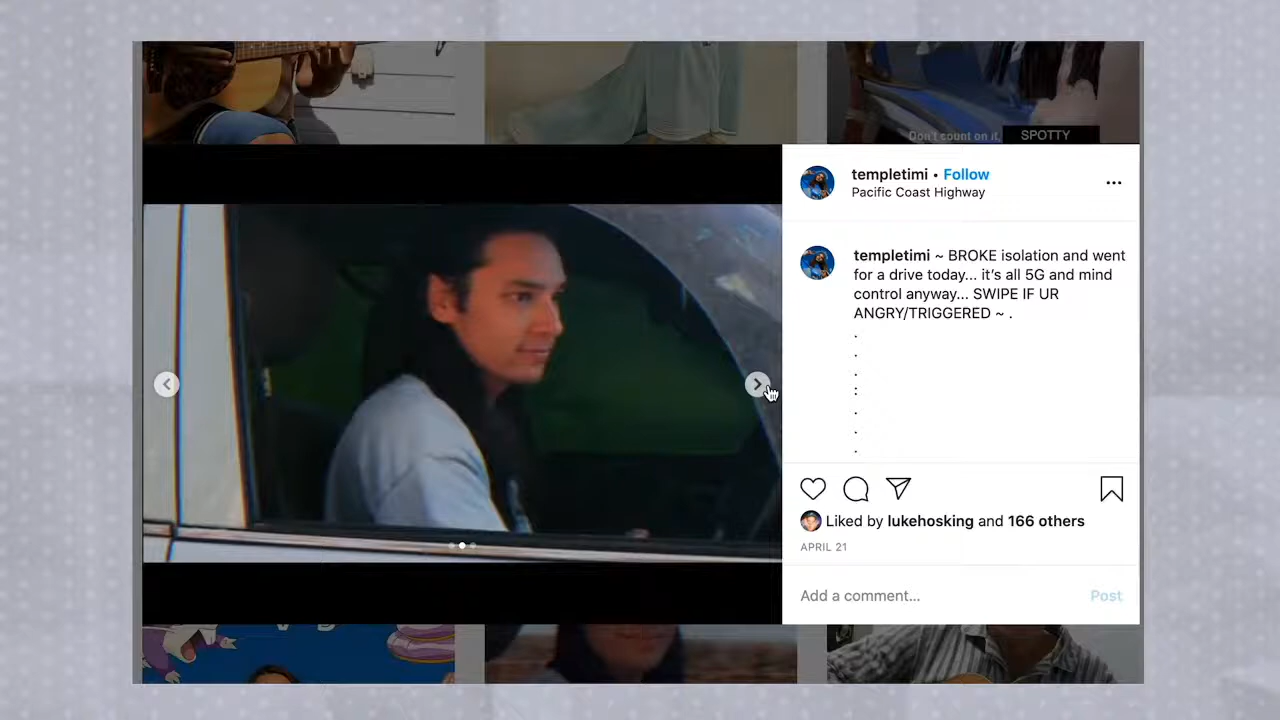 Don't count on it.
SPOTTY
templetimi • Follow
Pacific Coast Highway
templetimi ~ BROKE isolation and went
for a drive today... it’s all 5G and mind
control anyway... SWIPE IF UR
ANGRY/TRIGGERED ~ .
.
.
.
:
.
.
.
Liked by lukehosking and 166 others
APRIL 21
Add a comment...
Post